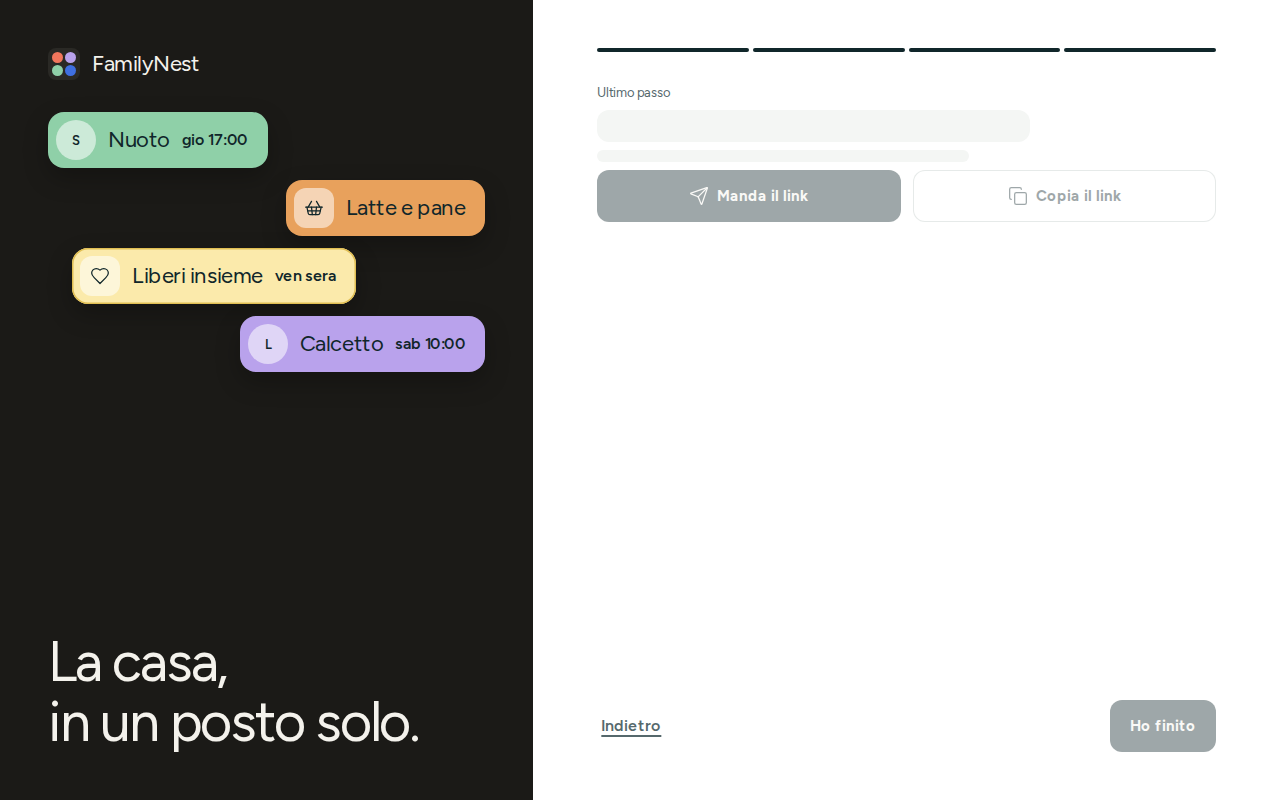 FamilyNest
S Nuoto gio 17:00
Latte e pane
Liberi insieme ven sera
L Calcetto sab 10:00
La casa,
in un posto solo.
Ultimo passo
Manda il link
Copia il link
Indietro
Ho finito